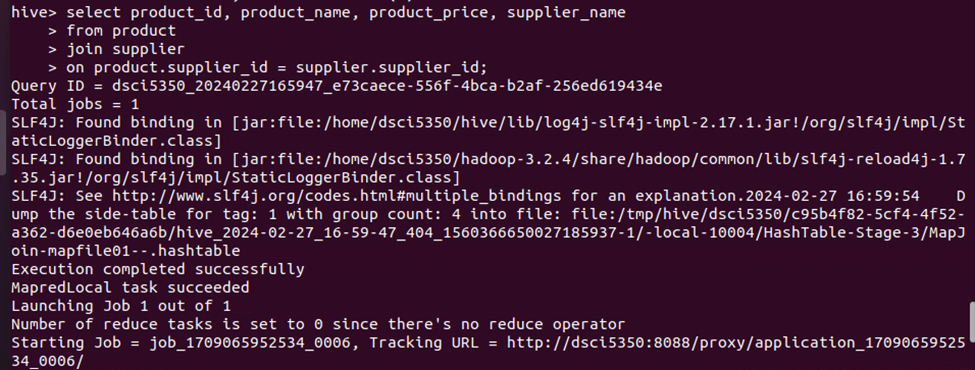 hive> select product_id, product_name, product_price, supplier_name
    > from product
    > join supplier
    > on product.supplier_id = supplier.supplier_id;
Query ID = dsci5350_20240227165947_e73caece-556f-4bca-b2af-256ed619434e
Total jobs = 1
SLF4J: Found binding in [jar:file:/home/dsci5350/hive/lib/log4j-slf4j-impl-2.17.1.jar!/org/slf4j/impl/St
aticLoggerBinder.class]
SLF4J: Found binding in [jar:file:/home/dsci5350/hadoop-3.2.4/share/hadoop/common/lib/slf4j-reload4j-1.7
.35.jar!/org/slf4j/impl/StaticLoggerBinder.class]
SLF4J: See http://www.slf4j.org/codes.html#multiple_bindings for an explanation.2024-02-27 16:59:54    D
ump the side-table for tag: 1 with group count: 4 into file: file:/tmp/hive/dsci5350/c95b4f82-5cf4-4f52-
a362-d6e0eb646a6b/hive_2024-02-27_16-59-47_404_1560366650027185937-1/-local-10004/HashTable-Stage-3/MapJ
oin-mapfile01--.hashtable
Execution completed successfully
MapredLocal task succeeded
Launching Job 1 out of 1
Number of reduce tasks is set to 0 since there's no reduce operator
Starting Job = job_1709065952534_0006, Tracking URL = http://dsci5350:8088/proxy/application_17090659525
34_0006/